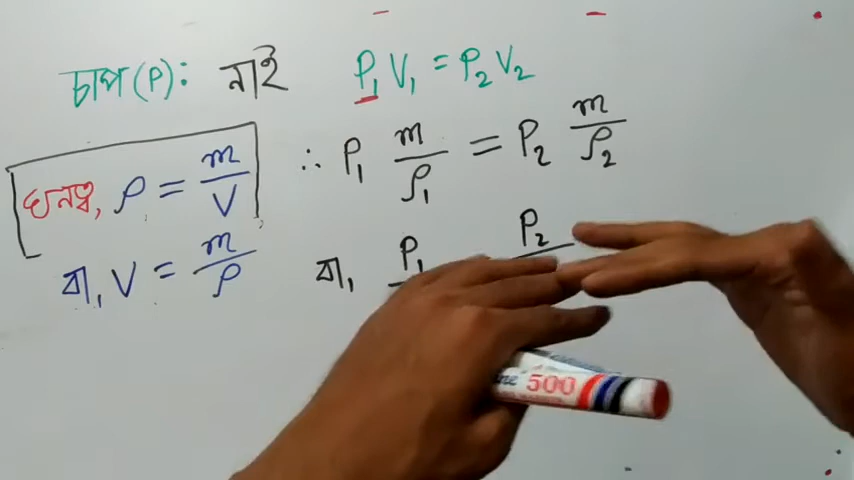 চাপ (P): নাই P₁V₁ = P₂V₂
ঘনত্ব, ρ = m/V ∴ P₁ m/ρ₁ = P₂ m/ρ₂
বা, V = m/ρ বা, P₁ P₂
500